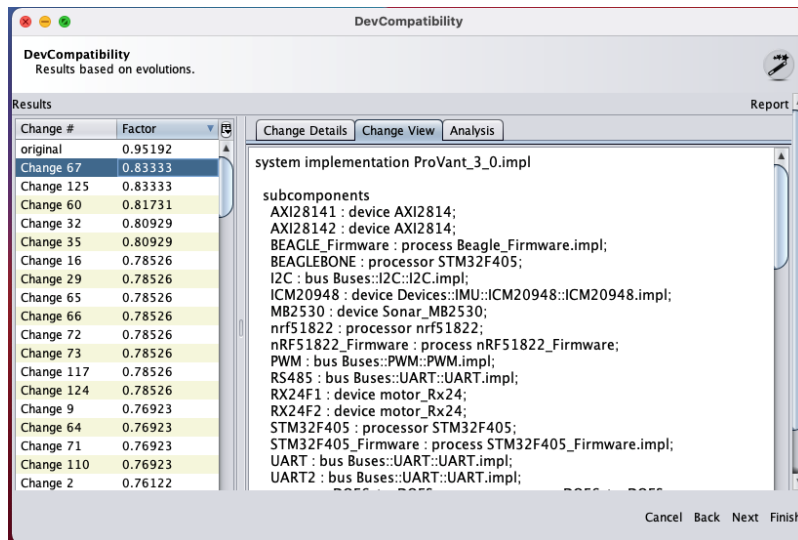 DevCompatibility
DevCompatibility
Results based on evolutions.
Results
Report
Change #	Factor
original	0.95192
Change 67	0.83333
Change 125	0.83333
Change 60	0.81731
Change 32	0.80929
Change 35	0.80929
Change 16	0.78526
Change 29	0.78526
Change 65	0.78526
Change 66	0.78526
Change 72	0.78526
Change 73	0.78526
Change 117	0.78526
Change 124	0.78526
Change 9	0.76923
Change 64	0.76923
Change 71	0.76923
Change 110	0.76923
Change 2	0.76122
Change Details	Change View	Analysis
system implementation ProVant_3_0.impl
subcomponents
AXI28141 : device AXI2814;
AXI28142 : device AXI2814;
BEAGLE_Firmware : process Beagle_Firmware.impl;
BEAGLEBONE : processor STM32F405;
I2C : bus Buses::I2C::I2C.impl;
ICM20948 : device Devices::IMU::ICM20948::ICM20948.impl;
MB2530 : device Sonar_MB2530;
nrf51822 : processor nrf51822;
nRF51822_Firmware : process nRF51822_Firmware;
PWM : bus Buses::PWM::PWM.impl;
RS485 : bus Buses::UART::UART.impl;
RX24F1 : device motor_Rx24;
RX24F2 : device motor_Rx24;
STM32F405 : processor STM32F405;
STM32F405_Firmware : process STM32F405_Firmware.impl;
UART : bus Buses::UART::UART.impl;
UART2 : bus Buses::UART::UART.impl;
Cancel	Back	Next	Finish